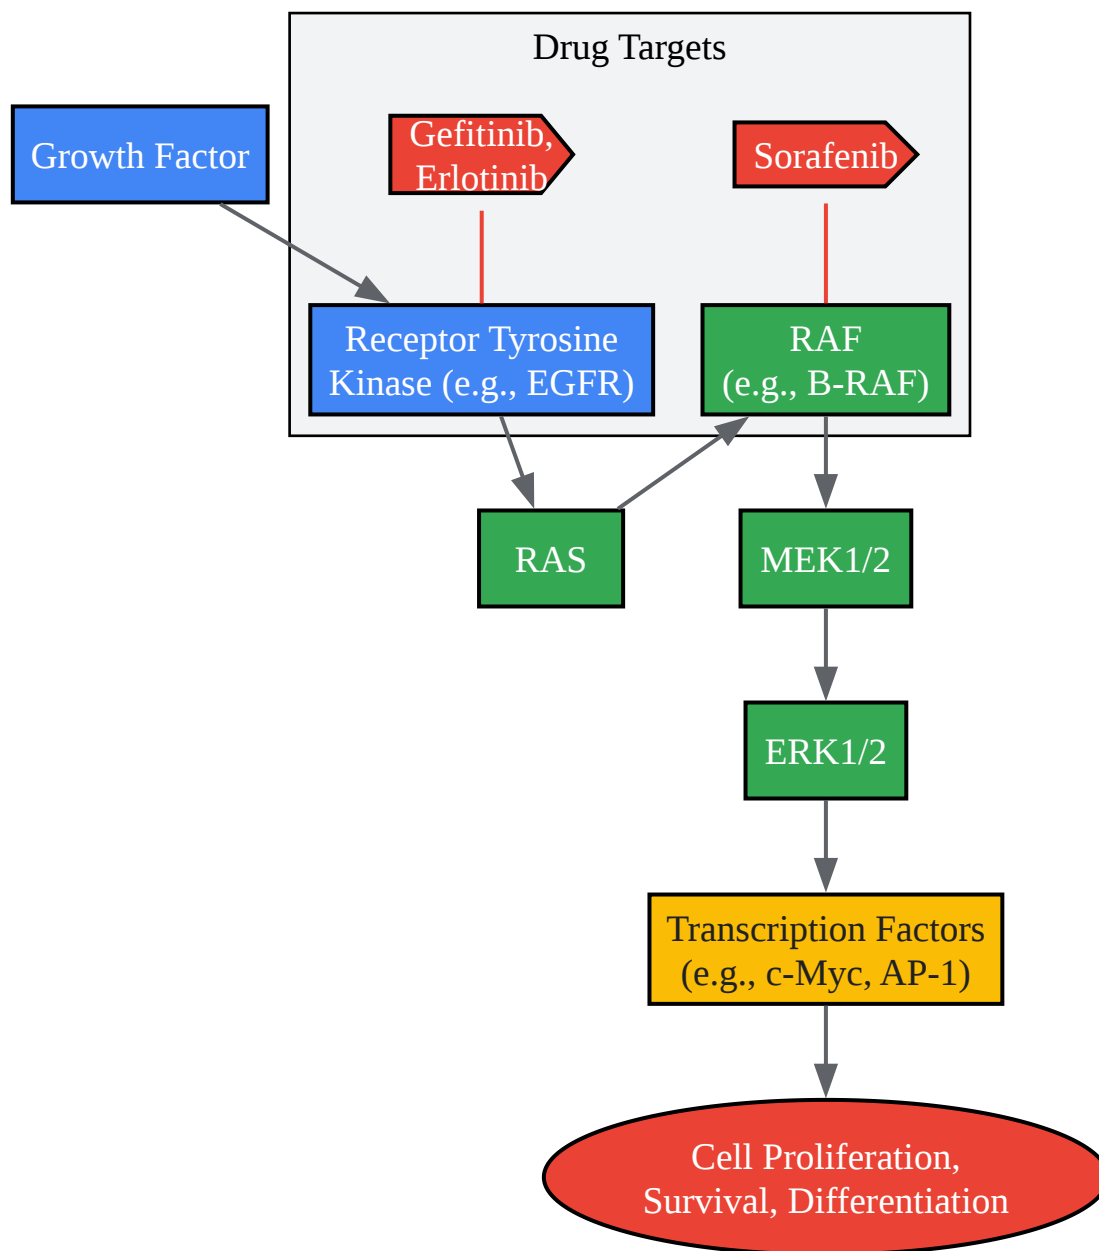 Drug Targets
Growth Factor
Gefitinib,
Erlotinib
Sorafenib
Receptor Tyrosine
Kinase (e.g., EGFR)
RAF
(e.g., B-RAF)
RAS
MEK1/2
ERK1/2
Transcription Factors
(e.g., c-Myc, AP-1)
Cell Proliferation,
Survival, Differentiation